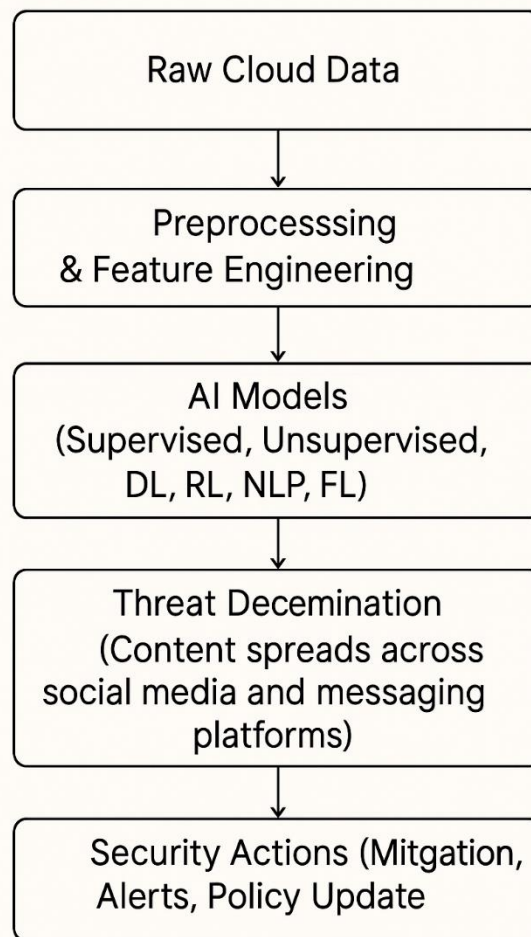 Raw Cloud Data
Preprocesssing
& Feature Engineering
AI Models
(Supervised, Unsupervised,
DL, RL, NLP, FL)
Threat Decemination
(Content spreads across
social media and messaging
platforms)
Security Actions (Mitgation,
Alerts, Policy Update